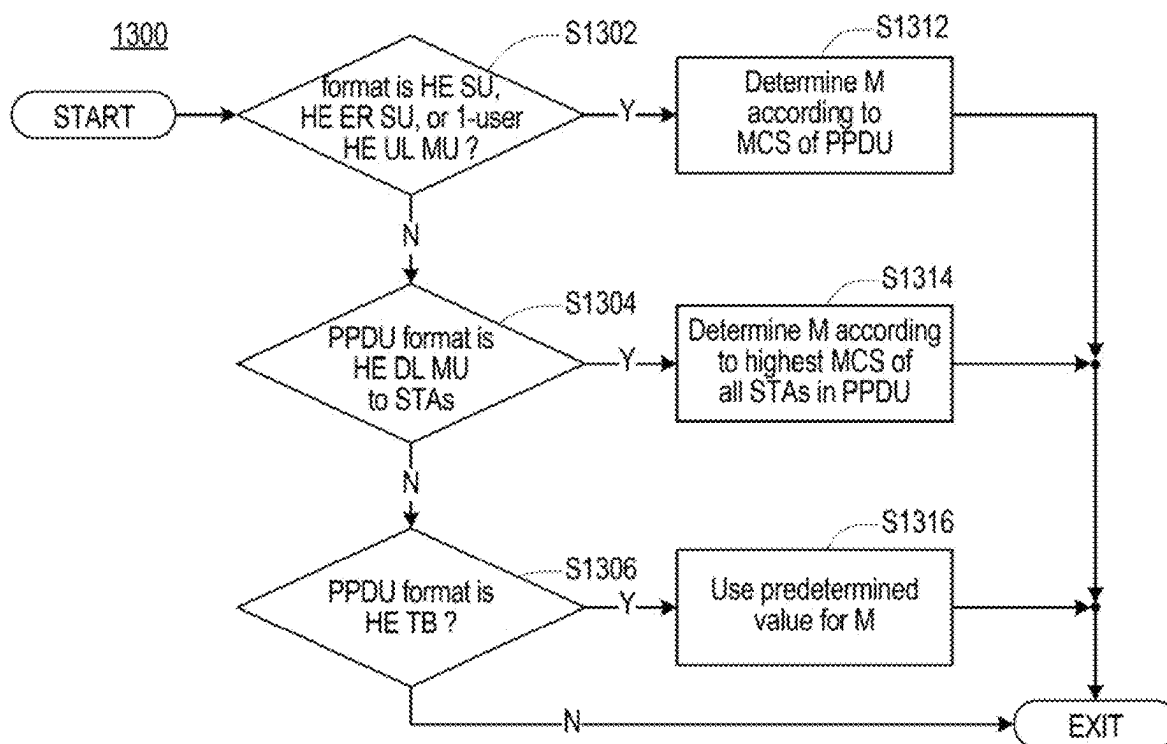 1300
START
format is HE SU,
HE ER SU, or 1-user
HE UL MU ?
S1302
Y
Determine M
according to
MCS of PPDU
S1312
N
PPDU format is
HE DL MU
to STAs
S1304
Y
Determine M according
to highest MCS of
all STAs in PPDU
S1314
N
PPDU format is
HE TB ?
S1306
Y
Use predetermined
value for M
S1316
N
EXIT